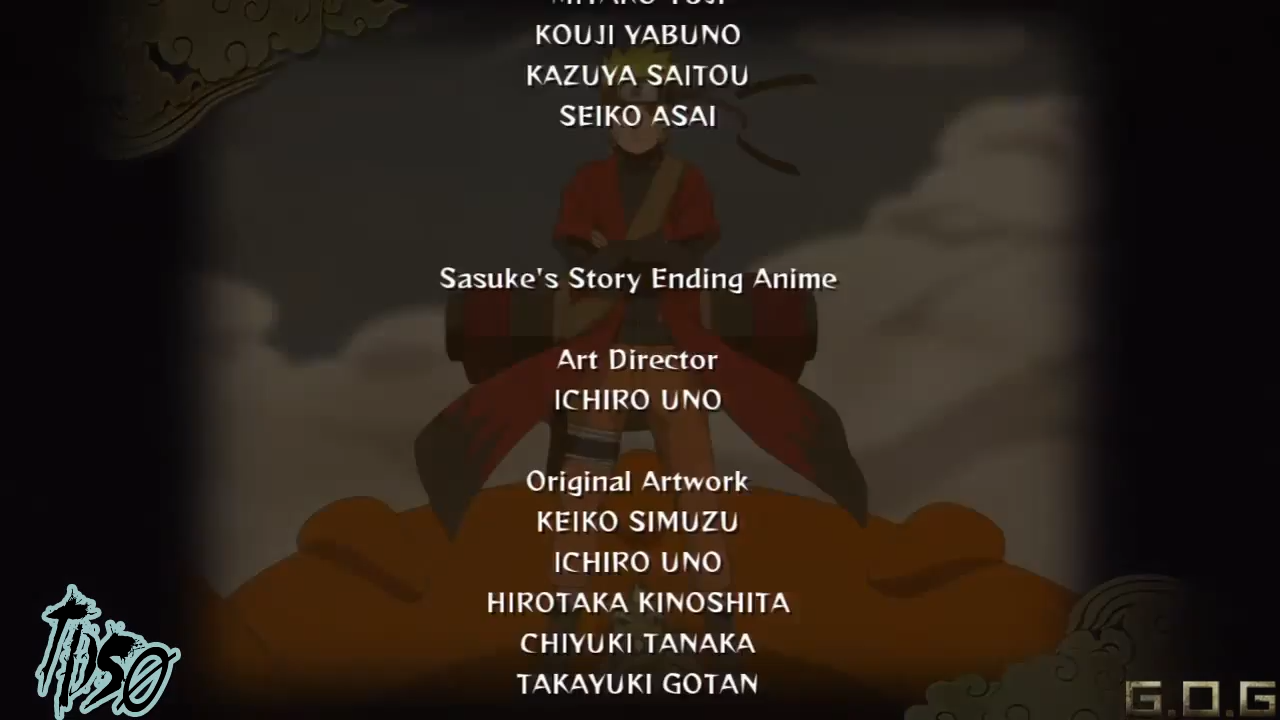 KOUJI YABUNO
KAZUYA SAITOU
SEIKO ASAI
Sasuke's Story Ending Anime
Art Director
ICHIRO UNO
Original Artwork
KEIKO SIMUZU
ICHIRO UNO
HIROTAKA KINOSHITA
CHIYUKI TANAKA
TAKAYUKI GOTAN
G.O.G